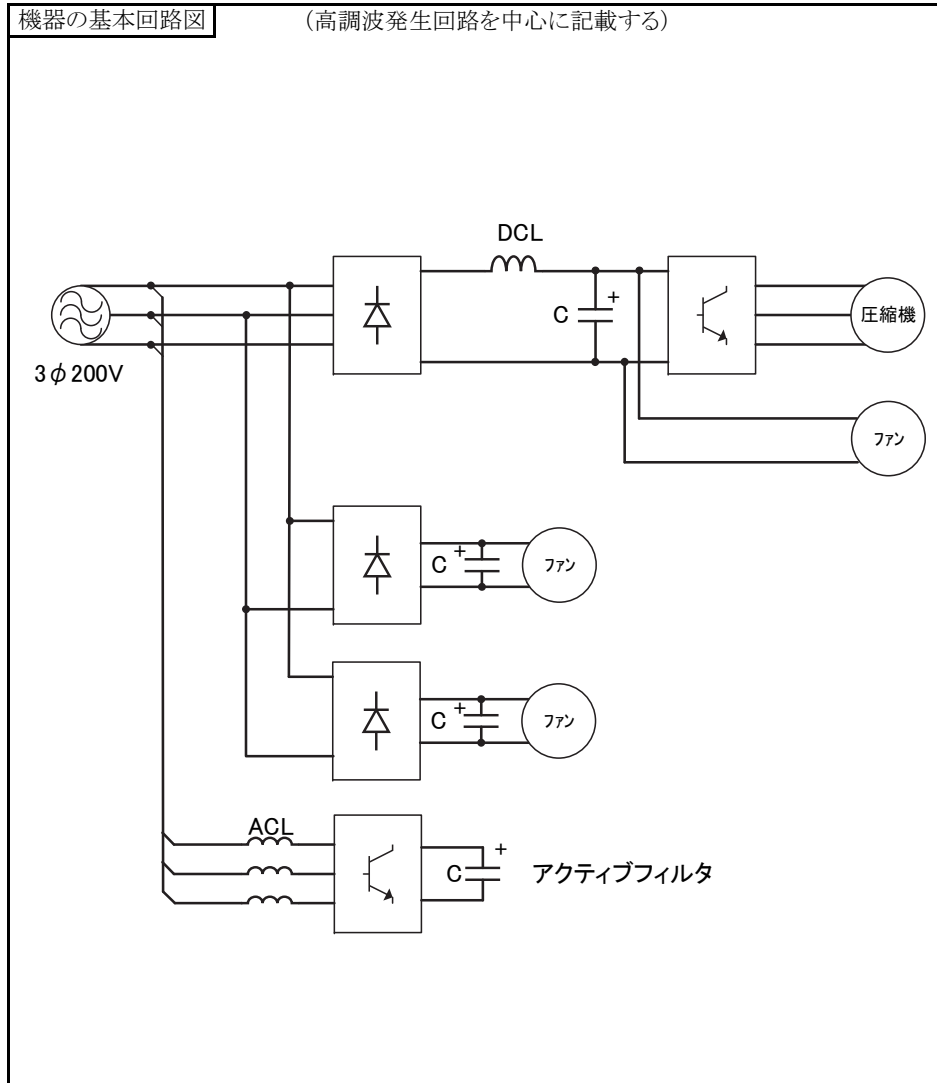 機器の基本回路図 (高調波発生回路を中心に記載する)
DCL
C +
圧縮機
3φ200V
ファン
C + ファン
C + ファン
ACL
C + アクティブフィルタ